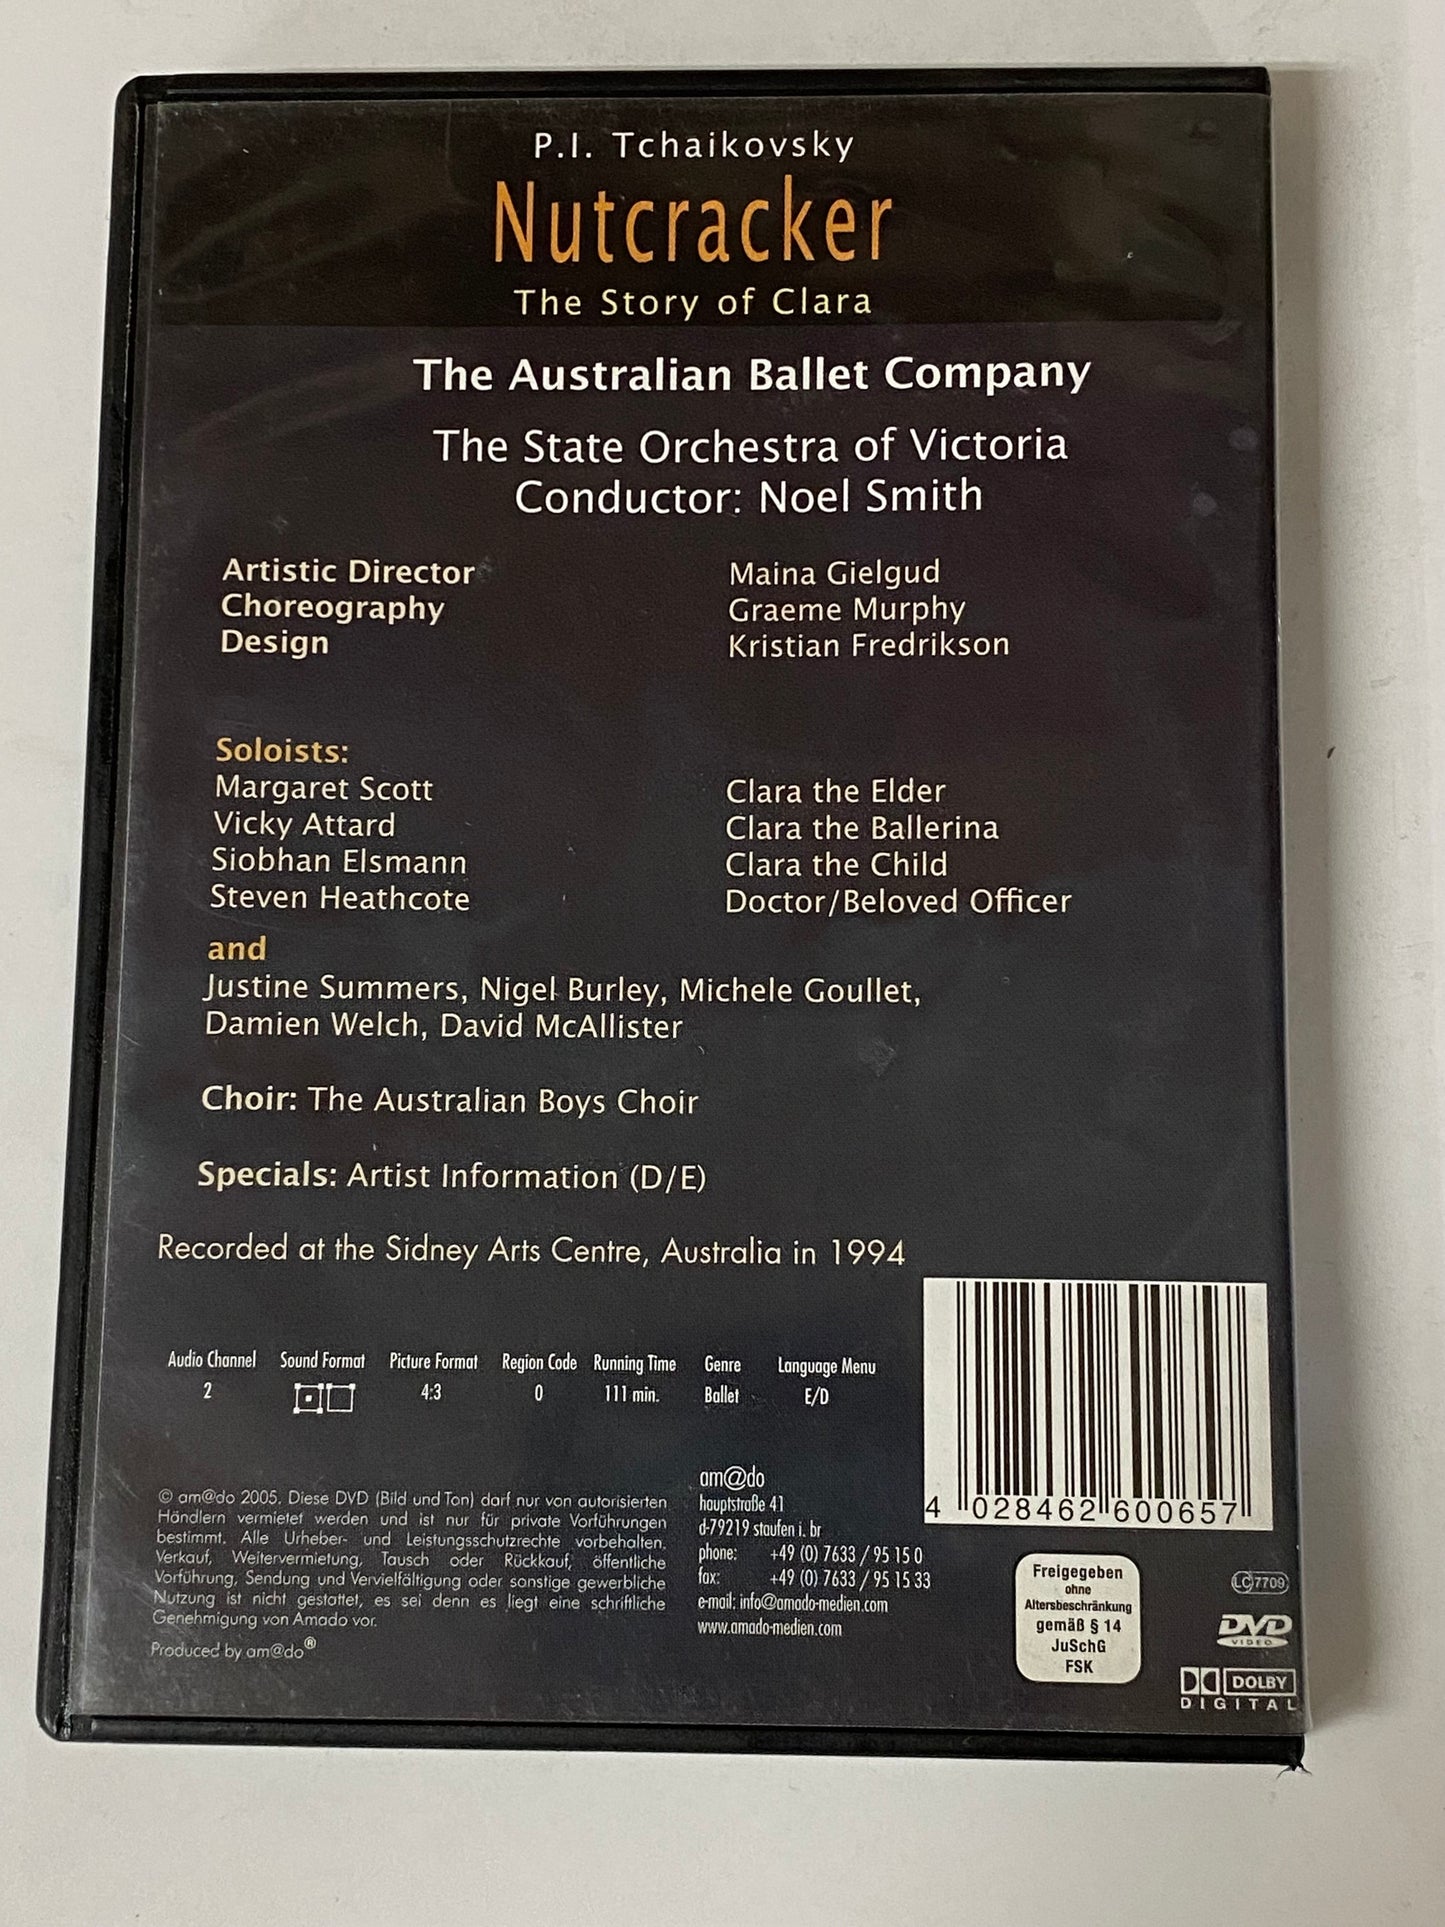 P.I. Tchaikovsky
Nutcracker
The Story of Clara
The Australian Ballet Company
The State Orchestra of Victoria
Conductor: Noel Smith
Artistic Director Maina Gielgud
Choreography Graeme Murphy
Design Kristian Fredrikson
Soloists:
Margaret Scott Clara the Elder
Vicky Attard Clara the Ballerina
Siobhan Elsmann Clara the Child
Steven Heathcote Doctor/Beloved Officer
and
Justine Summers, Nigel Burley, Michele Goullet,
Damien Welch, David McAllister
Choir: The Australian Boys Choir
Specials: Artist Information (D/E)
Recorded at the Sidney Arts Centre, Australia in 1994
Audio Channel Sound Format Picture Format Region Code Running Time Genre Language Menu
2 4:3 0 111 min. Ballet E/D
© am@do 2005. Diese DVD (Bild und Ton) darf nur von autorisierten
Händlern vermietet werden und ist nur für private Vorführungen
bestimmt. Alle Urheber- und Leistungsschutzrechte vorbehalten.
Verkauf, Weitervermietung, Tausch oder Rückkauf, öffentliche
Vorführung, Sendung und Vervielfältigung oder sonstige gewerbliche
Nutzung ist nicht gestattet, es sei denn es liegt eine schriftliche
Genehmigung von Amado vor.
Produced by am@do®
am@do
hauptstraße 41
d-79219 staufen i. br
phone: +49 (0) 7633 / 95 15 0
fax: +49 (0) 7633 / 95 15 33
e-mail: info@amado-medien.com
www.amado-medien.com
4 028462 600657
Freigegeben
ohne
Altersbeschränkung
gemäß § 14
JuSchG
FSK
LC 7709
DVD
VIDEO
DOLBY
DIGITAL